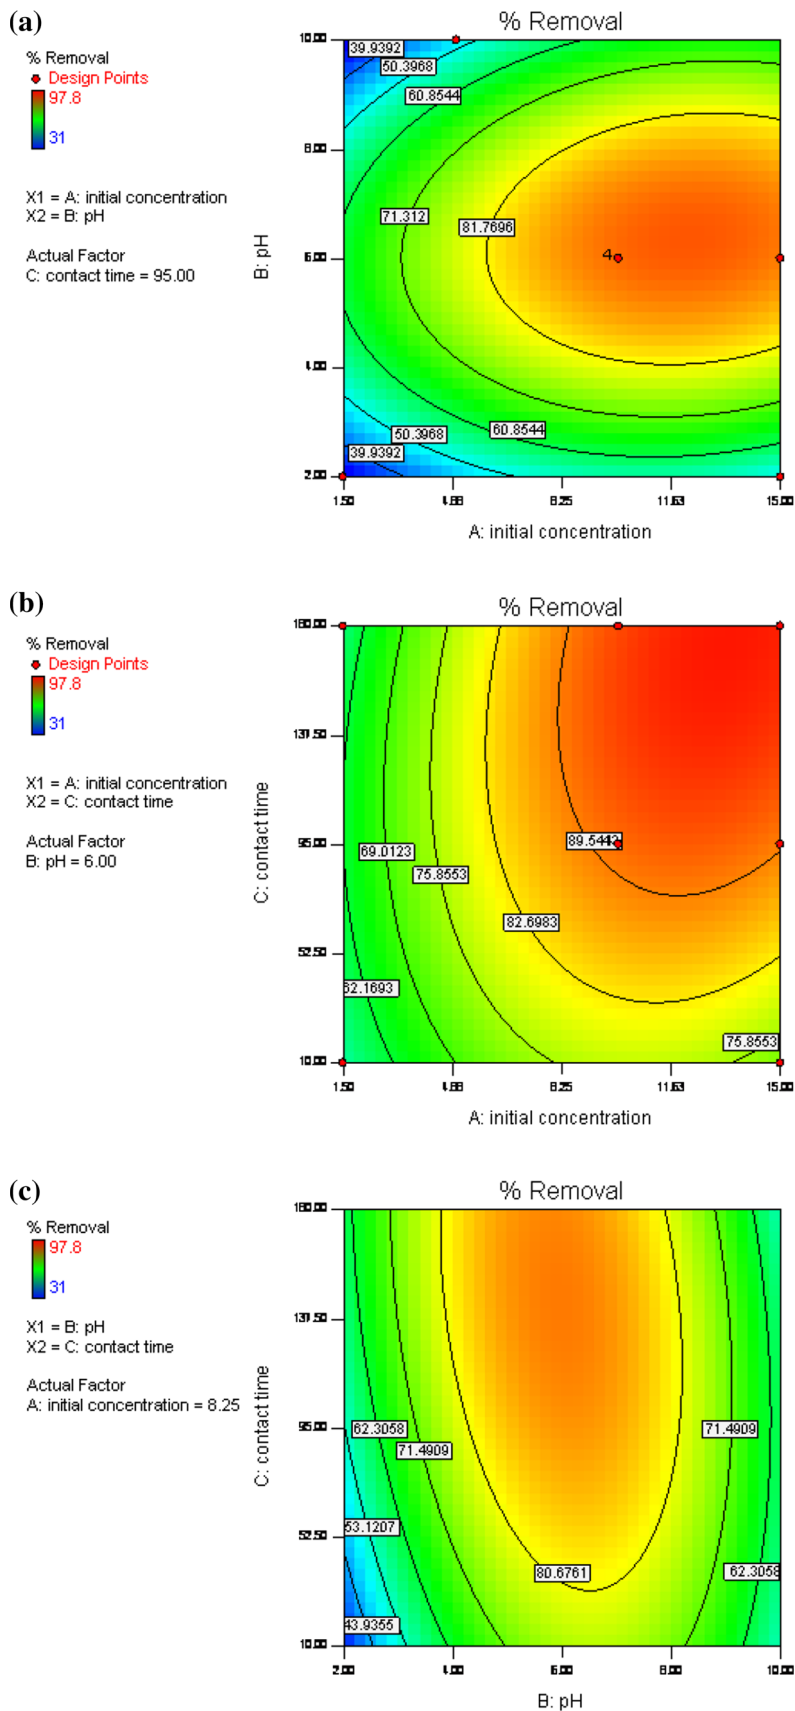 (a)
% Removal
% Removal
Design Points
97.8
31
X1 = A: initial concentration
X2 = B: pH
Actual Factor
C: contact time = 95.00
B: pH
10.00
8.00
6.00
4.00
2.00
39.9392
50.3968
60.8544
71.312
81.7696
4
50.3968
60.8544
39.9392
1.50
4.88
8.25
11.63
15.00
A: initial concentration
(b)
% Removal
% Removal
Design Points
97.8
31
X1 = A: initial concentration
X2 = C: contact time
Actual Factor
B: pH = 6.00
C: contact time
180.00
137.50
95.00
52.50
10.00
69.0123
75.8553
82.6983
62.1693
75.8553
1.50
4.88
8.25
11.63
15.00
A: initial concentration
(c)
% Removal
% Removal
97.8
31
X1 = B: pH
X2 = C: contact time
Actual Factor
A: initial concentration = 8.25
C: contact time
180.00
137.50
95.00
52.50
10.00
62.3058
71.4909
71.4909
53.1207
80.6761
62.3058
43.9355
2.00
4.00
6.00
8.00
10.00
B: pH